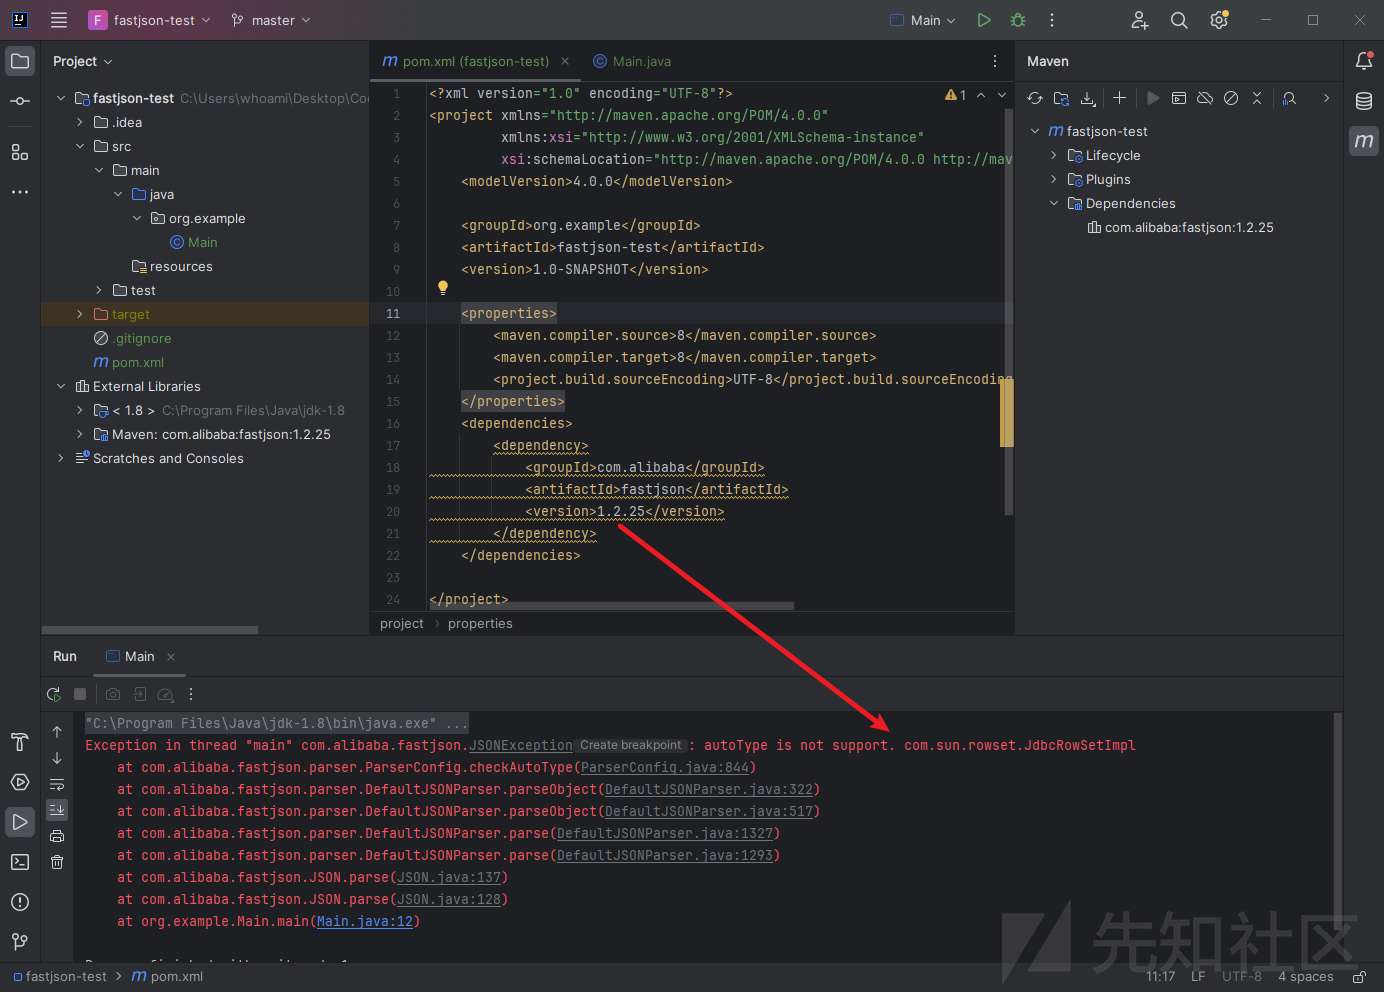 fastjson-test
master
Main
Project
fastjson-test C:\Users\whoami\Desktop\Co
.idea
src
main
java
org.example
Main
resources
test
target
.gitignore
pom.xml
External Libraries
< 1.8 > C:\Program Files\Java\jdk-1.8
Maven: com.alibaba:fastjson:1.2.25
Scratches and Consoles
pom.xml (fastjson-test)
Main.java
1 <?xml version="1.0" encoding="UTF-8"?>
1
2 <project xmlns="http://maven.apache.org/POM/4.0.0"
3 xmlns:xsi="http://www.w3.org/2001/XMLSchema-instance"
4 xsi:schemaLocation="http://maven.apache.org/POM/4.0.0 http://mav
5 <modelVersion>4.0.0</modelVersion>
6
7 <groupId>org.example</groupId>
8 <artifactId>fastjson-test</artifactId>
9 <version>1.0-SNAPSHOT</version>
10
11 <properties>
12 <maven.compiler.source>8</maven.compiler.source>
13 <maven.compiler.target>8</maven.compiler.target>
14 <project.build.sourceEncoding>UTF-8</project.build.sourceEncoding
15 </properties>
16 <dependencies>
17 <dependency>
18 <groupId>com.alibaba</groupId>
19 <artifactId>fastjson</artifactId>
20 <version>1.2.25</version>
21 </dependency>
22 </dependencies>
23
24 </project>
project > properties
Maven
fastjson-test
Lifecycle
Plugins
Dependencies
com.alibaba:fastjson:1.2.25
Run
Main
"C:\Program Files\Java\jdk-1.8\bin\java.exe" ...
Exception in thread "main" com.alibaba.fastjson.JSONException Create breakpoint : autoType is not support. com.sun.rowset.JdbcRowSetImpl
at com.alibaba.fastjson.parser.ParserConfig.checkAutoType(ParserConfig.java:844)
at com.alibaba.fastjson.parser.DefaultJSONParser.parseObject(DefaultJSONParser.java:322)
at com.alibaba.fastjson.parser.DefaultJSONParser.parseObject(DefaultJSONParser.java:517)
at com.alibaba.fastjson.parser.DefaultJSONParser.parse(DefaultJSONParser.java:1327)
at com.alibaba.fastjson.parser.DefaultJSONParser.parse(DefaultJSONParser.java:1293)
at com.alibaba.fastjson.JSON.parse(JSON.java:137)
at com.alibaba.fastjson.JSON.parse(JSON.java:128)
at org.example.Main.main(Main.java:12)
先知社区
fastjson-test > pom.xml
11:17 LF UTF-8 4 spaces